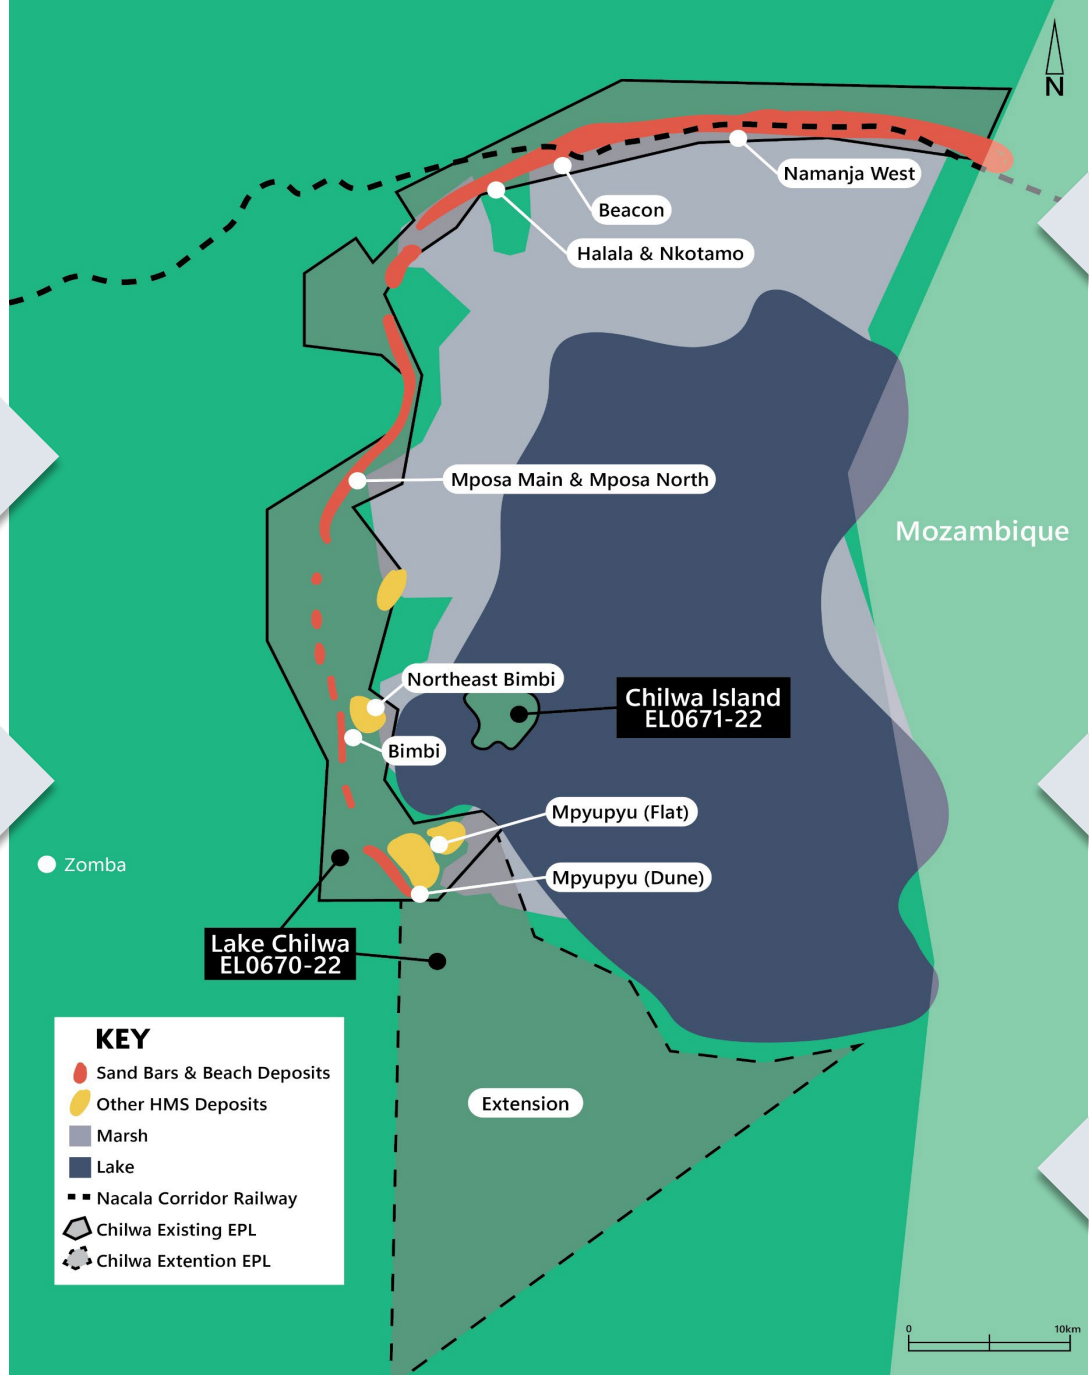 N
Namanja West
Beacon
Halala & Nkotamo
Mposa Main & Mposa North
Mozambique
Northeast Bimbi
Chilwa Island
EL0671-22
Bimbi
Mpyupyu (Flat)
Zomba
Mpyupyu (Dune)
Lake Chilwa
EL0670-22
KEY
Sand Bars & Beach Deposits
Other HMS Deposits
Marsh
Lake
Nacala Corridor Railway
Chilwa Existing EPL
Chilwa Extention EPL
Extension
0 10km